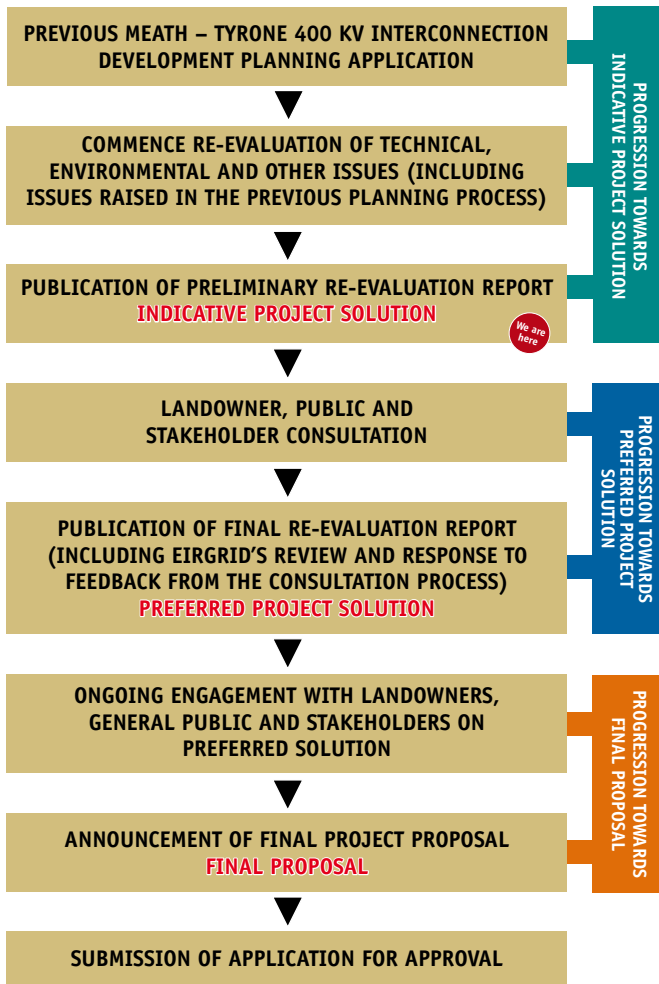 PREVIOUS MEATH – TYRONE 400 KV INTERCONNECTION
DEVELOPMENT PLANNING APPLICATION
COMMENCE RE-EVALUATION OF TECHNICAL,
ENVIRONMENTAL AND OTHER ISSUES (INCLUDING
ISSUES RAISED IN THE PREVIOUS PLANNING PROCESS)
PUBLICATION OF PRELIMINARY RE-EVALUATION REPORT
INDICATIVE PROJECT SOLUTION
We are
here
PROGRESSION TOWARDS
INDICATIVE PROJECT SOLUTION
LANDOWNER, PUBLIC AND
STAKEHOLDER CONSULTATION
PUBLICATION OF FINAL RE-EVALUATION REPORT
(INCLUDING EIRGRID'S REVIEW AND RESPONSE TO
FEEDBACK FROM THE CONSULTATION PROCESS)
PREFERRED PROJECT SOLUTION
PROGRESSION TOWARDS
PREFERRED PROJECT
SOLUTION
ONGOING ENGAGEMENT WITH LANDOWNERS,
GENERAL PUBLIC AND STAKEHOLDERS ON
PREFERRED SOLUTION
ANNOUNCEMENT OF FINAL PROJECT PROPOSAL
FINAL PROPOSAL
PROGRESSION TOWARDS
FINAL PROPOSAL
SUBMISSION OF APPLICATION FOR APPROVAL